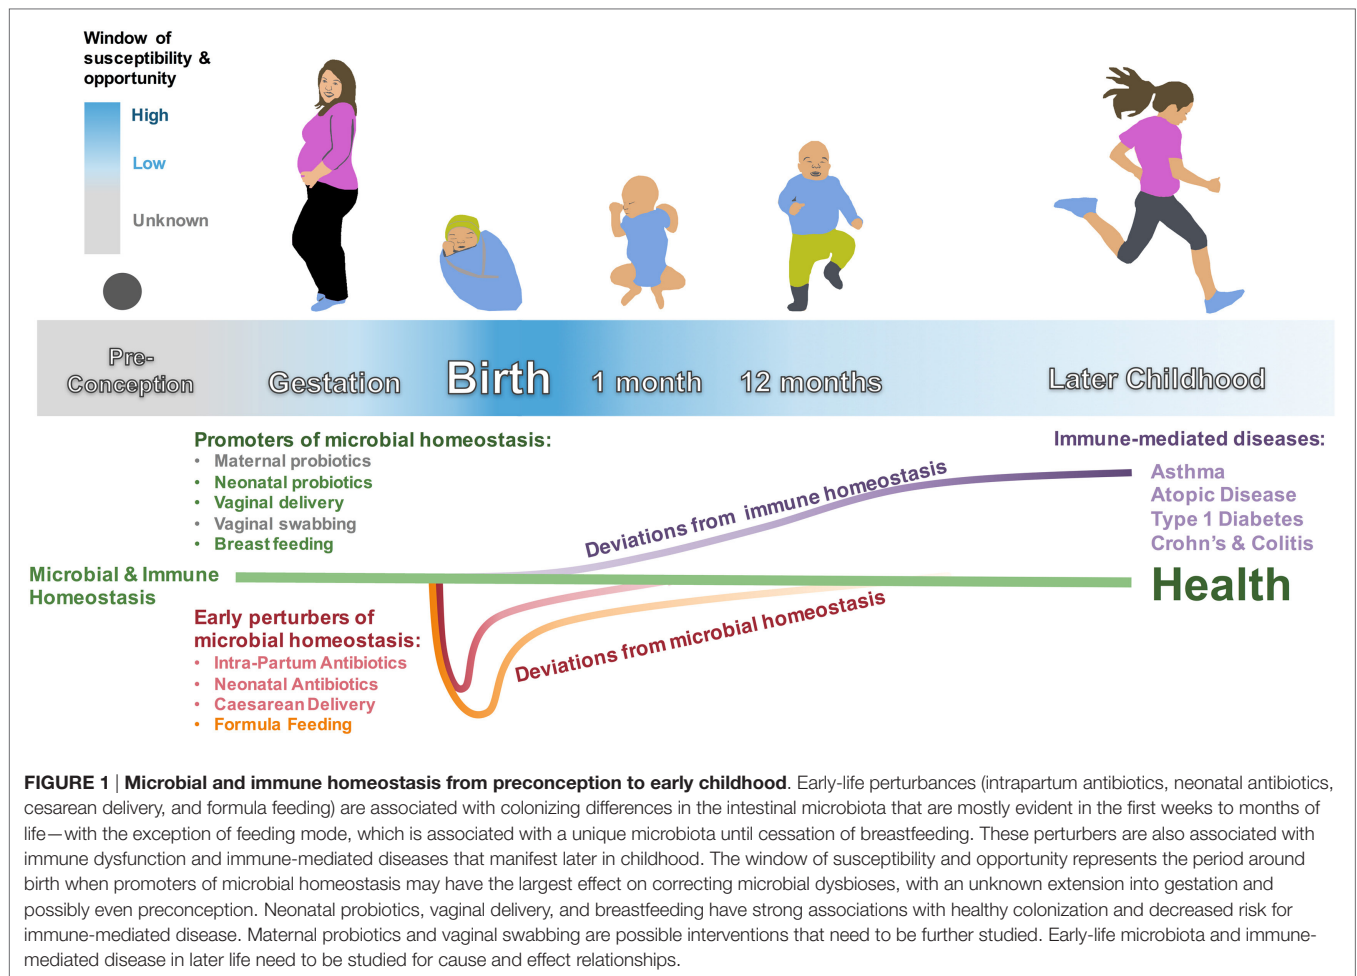 Window of
susceptibility &
opportunity
High
Low
Unknown
Pre-
Conception
Gestation
Birth
1 month
12 months
Later Childhood
Promoters of microbial homeostasis:
• Maternal probiotics
• Neonatal probiotics
• Vaginal delivery
• Vaginal swabbing
• Breast feeding
Immune-mediated diseases:
Asthma
Atopic Disease
Type 1 Diabetes
Crohn's & Colitis
Deviations from immune homeostasis
Microbial & Immune
Homeostasis
Health
Early perturbers of
microbial homeostasis:
• Intra-Partum Antibiotics
• Neonatal Antibiotics
• Caesarean Delivery
• Formula Feeding
Deviations from microbial homeostasis
FIGURE 1 | Microbial and immune homeostasis from preconception to early childhood. Early-life perturbances (intrapartum antibiotics, neonatal antibiotics,
cesarean delivery, and formula feeding) are associated with colonizing differences in the intestinal microbiota that are mostly evident in the first weeks to months of
life—with the exception of feeding mode, which is associated with a unique microbiota until cessation of breastfeeding. These perturbers are also associated with
immune dysfunction and immune-mediated diseases that manifest later in childhood. The window of susceptibility and opportunity represents the period around
birth when promoters of microbial homeostasis may have the largest effect on correcting microbial dysbioses, with an unknown extension into gestation and
possibly even preconception. Neonatal probiotics, vaginal delivery, and breastfeeding have strong associations with healthy colonization and decreased risk for
immune-mediated disease. Maternal probiotics and vaginal swabbing are possible interventions that need to be further studied. Early-life microbiota and immune-
mediated disease in later life need to be studied for cause and effect relationships.